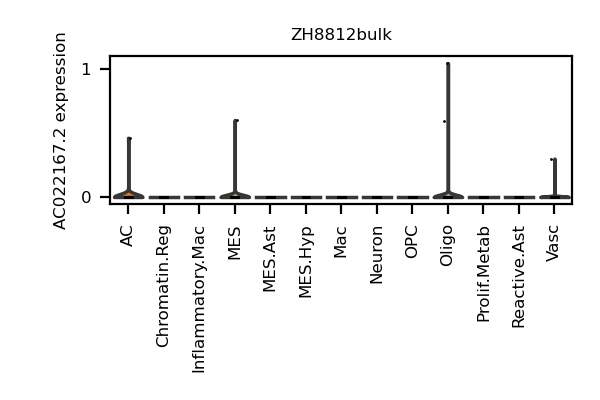 ZH8812bulk
AC022167.2 expression
1
0
AC
Chromatin.Reg
Inflammatory.Mac
MES
MES.Ast
MES.Hyp
Mac
Neuron
OPC
Oligo
Prolif.Metab
Reactive.Ast
Vasc